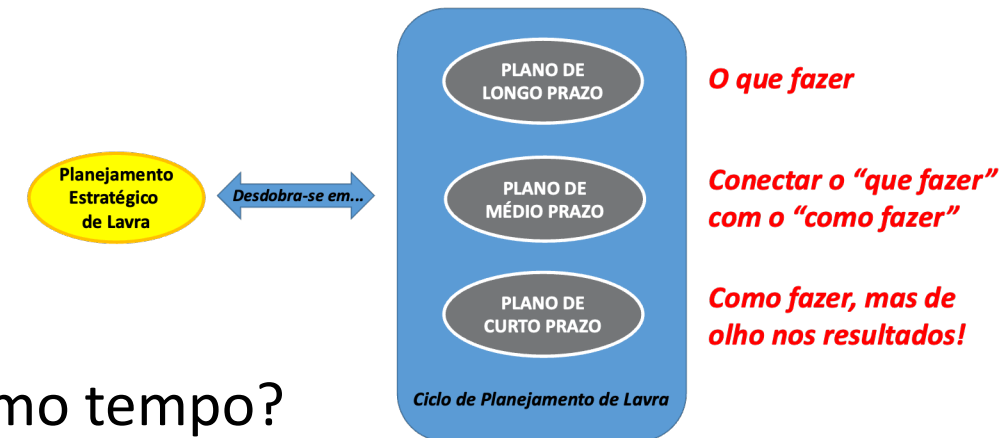 PLANO DE
LONGO PRAZO
O que fazer
Planejamento
Estratégico
de Lavra
Desdobra-se em...
PLANO DE
MÉDIO PRAZO
Conectar o “que fazer”
com o “como fazer”
PLANO DE
CURTO PRAZO
Como fazer, mas de
olho nos resultados!
Ciclo de Planejamento de Lavra
mo tempo?